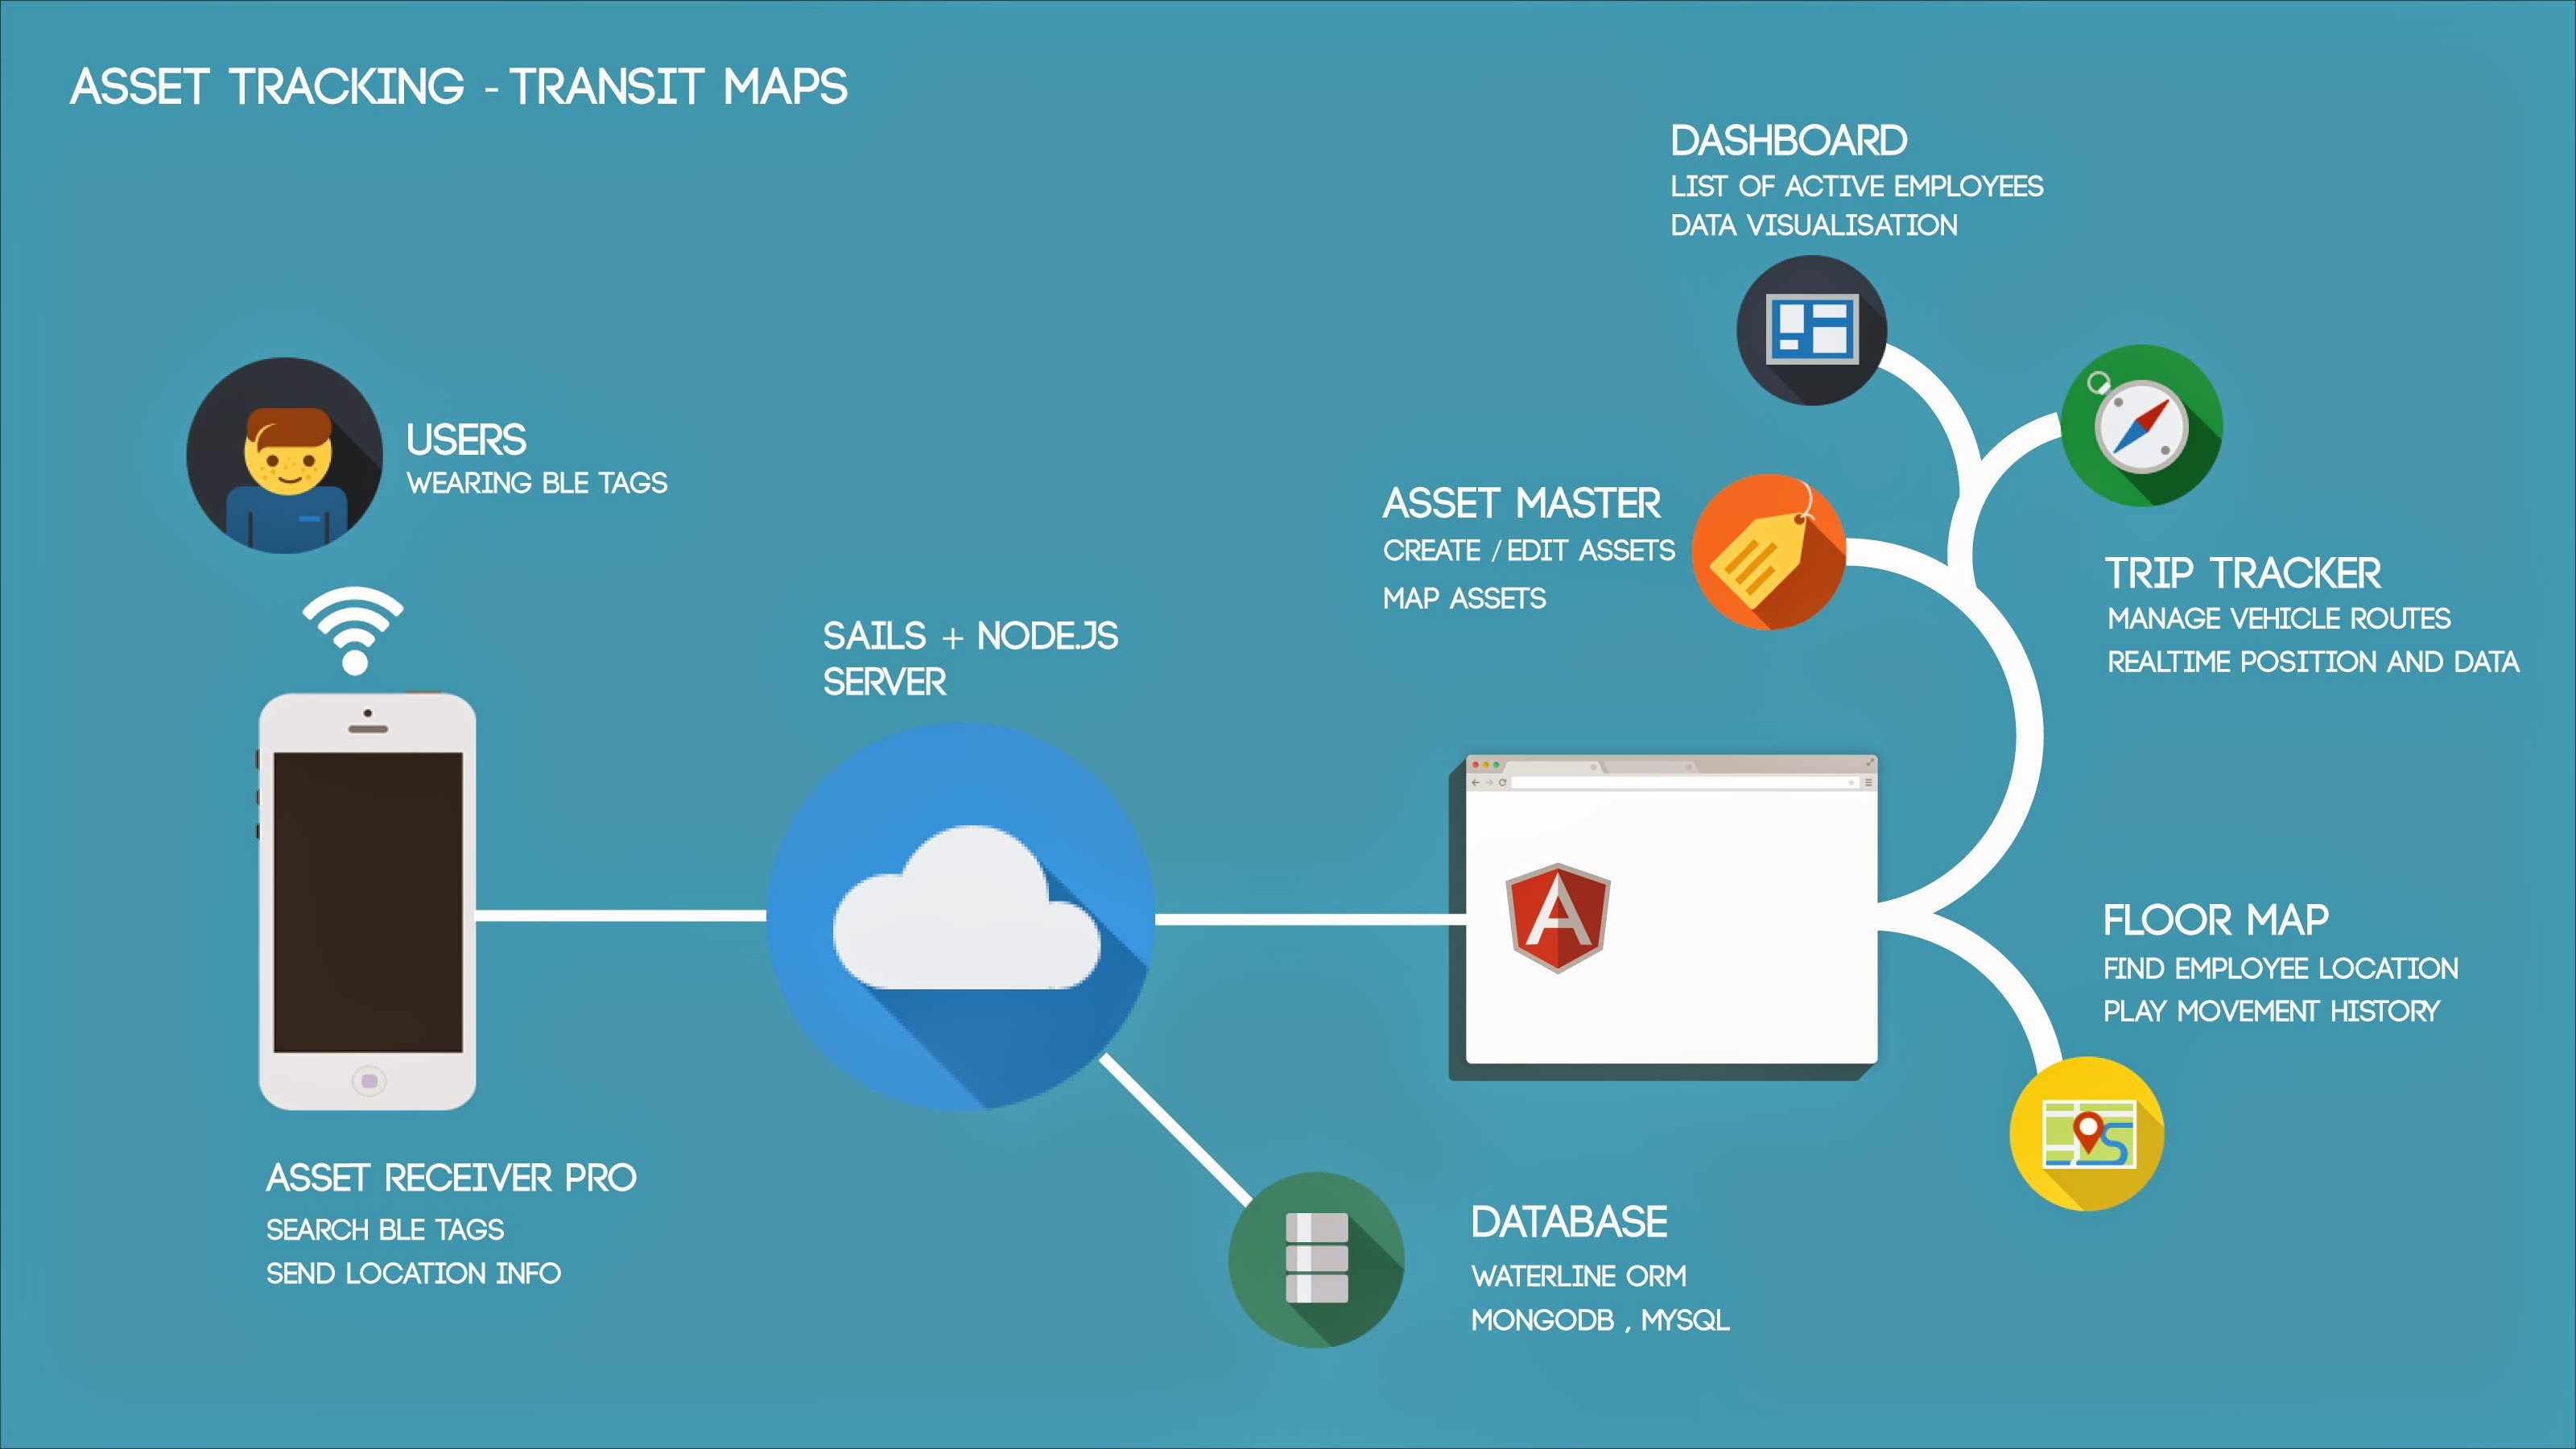 ASSET TRACKING - TRANSIT MAPS
DASHBOARD
LIST OF ACTIVE EMPLOYEES
DATA VISUALISATION
USERS
WEARING BLE TAGS
ASSET MASTER
CREATE / EDIT ASSETS
MAP ASSETS
TRIP TRACKER
MANAGE VEHICLE ROUTES
REALTIME POSITION AND DATA
SAILS + NODE.JS
SERVER
A
FLOOR MAP
FIND EMPLOYEE LOCATION
PLAY MOVEMENT HISTORY
ASSET RECEIVER PRO
SEARCH BLE TAGS
SEND LOCATION INFO
DATABASE
WATERLINE ORM
MONGODB , MYSQL